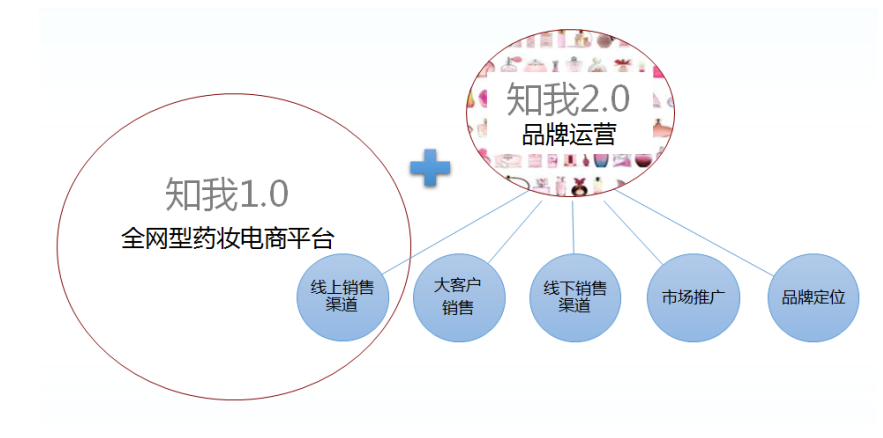 知我2.0
品牌运营
知我1.0
全网型药妆电商平台
线上销售
渠道
大客户
销售
线下销售
渠道
市场推广
品牌定位